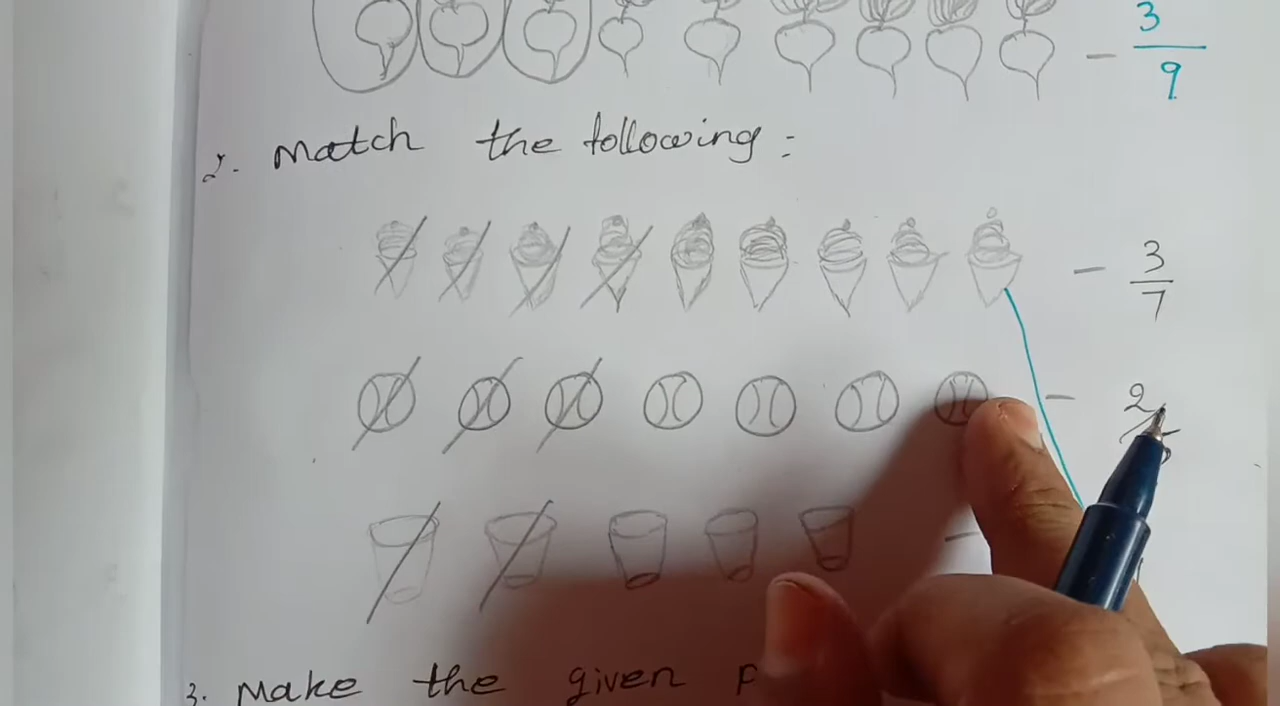 - 3/9
2. Match the following :
- 3/7
- 2
-
3. Make the given